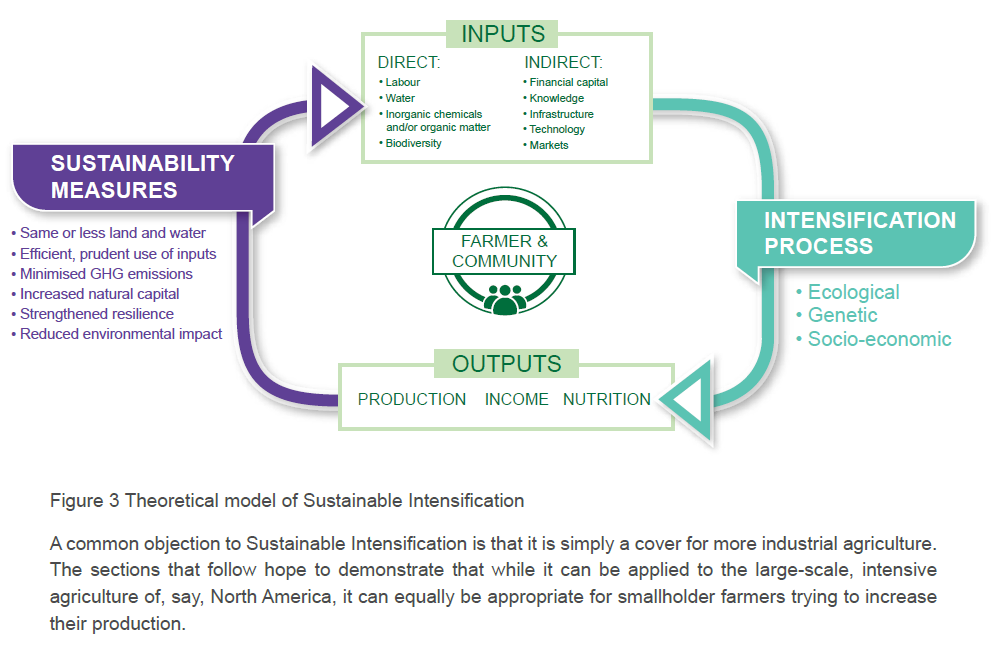 INPUTS
DIRECT:
• Labour
• Water
• Inorganic chemicals
and/or organic matter
• Biodiversity
INDIRECT:
• Financial capital
• Knowledge
• Infrastructure
• Technology
• Markets
SUSTAINABILITY
MEASURES
• Same or less land and water
• Efficient, prudent use of inputs
• Minimised GHG emissions
• Increased natural capital
• Strengthened resilience
• Reduced environmental impact
FARMER &
COMMUNITY
INTENSIFICATION
PROCESS
• Ecological
• Genetic
• Socio-economic
OUTPUTS
PRODUCTION INCOME NUTRITION
Figure 3 Theoretical model of Sustainable Intensification
A common objection to Sustainable Intensification is that it is simply a cover for more industrial agriculture.
The sections that follow hope to demonstrate that while it can be applied to the large-scale, intensive
agriculture of, say, North America, it can equally be appropriate for smallholder farmers trying to increase
their production.